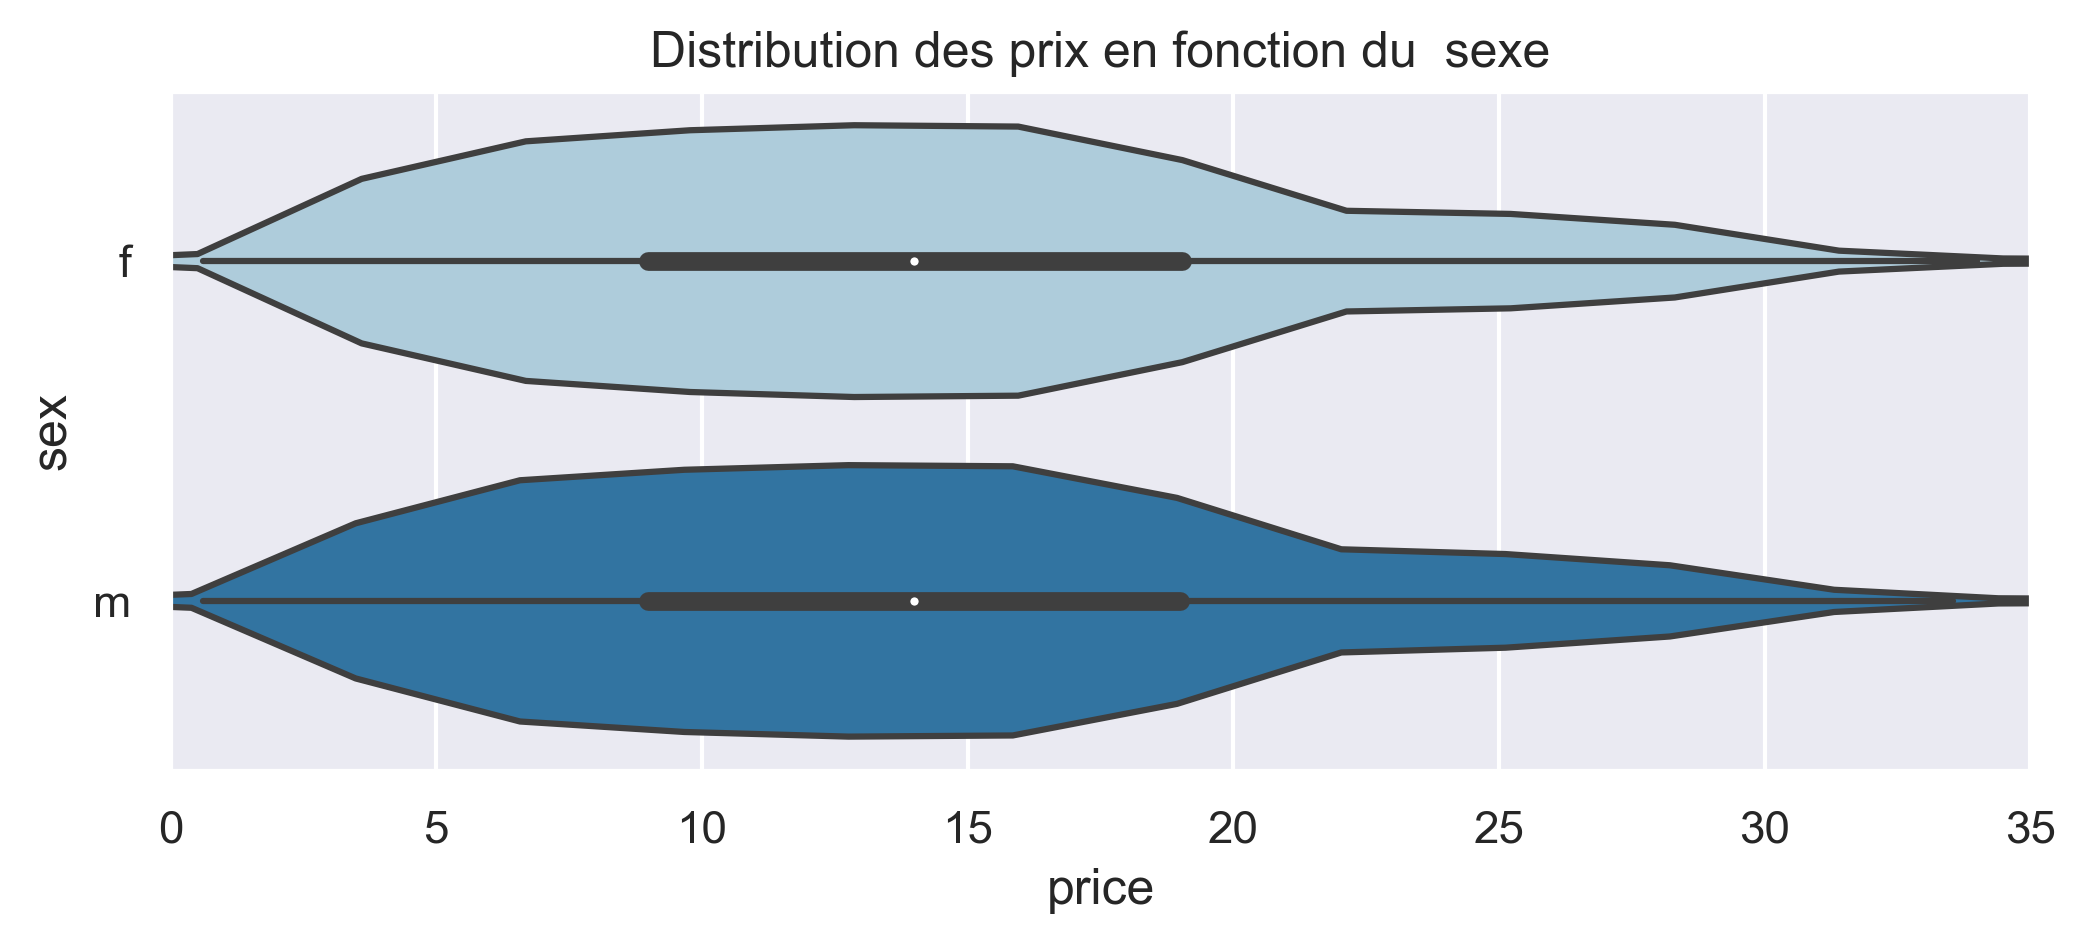 Distribution des prix en fonction du  sexe
f
sex
m
0 5 10 15 20 25 30 35
price